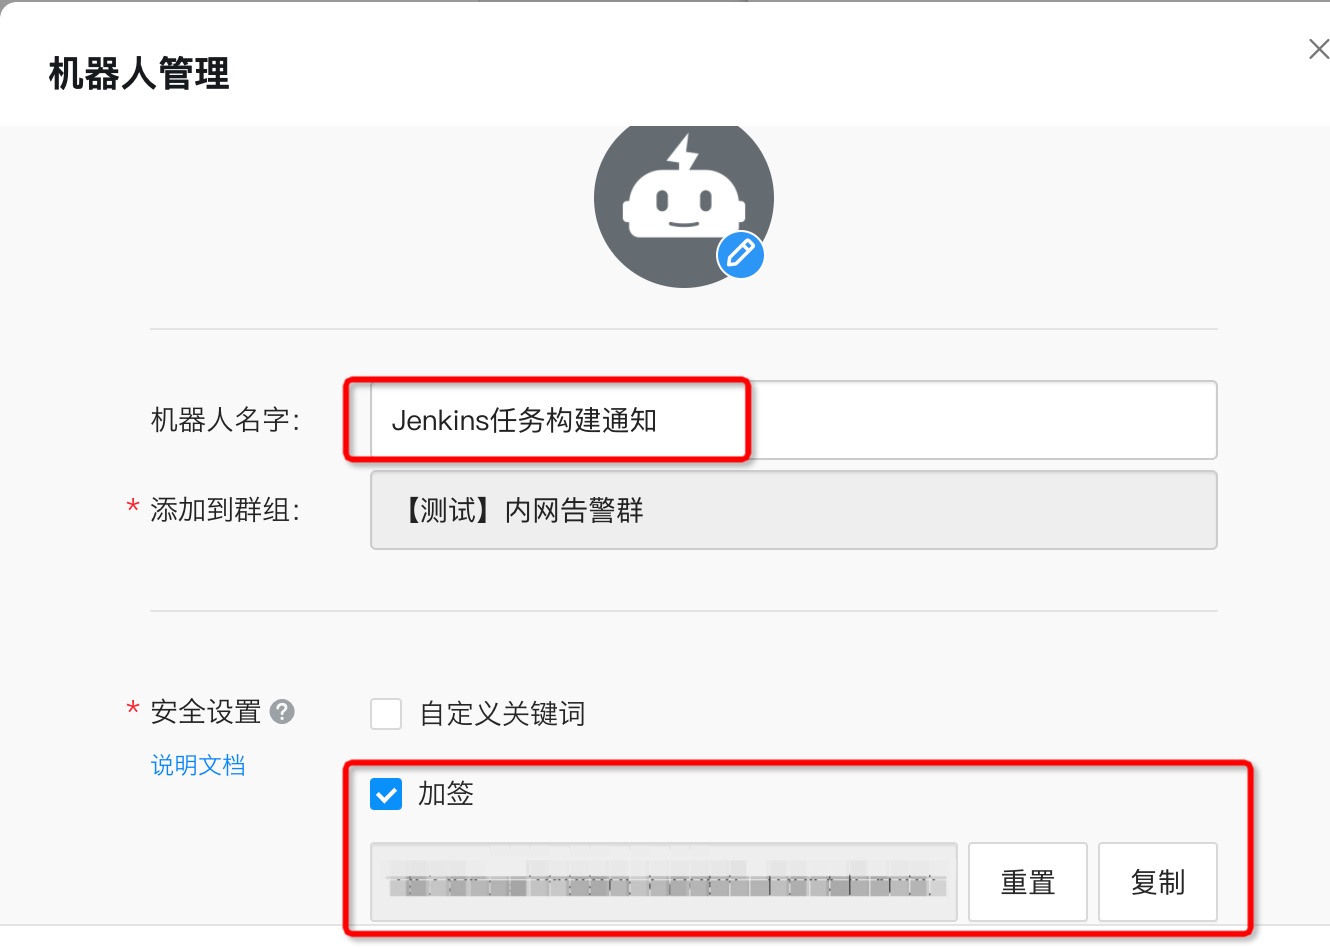 机器人管理
机器人名字: Jenkins任务构建通知
* 添加到群组: 【测试】内网告警群
* 安全设置 ? 自定义关键词
说明文档
加签
重置 复制